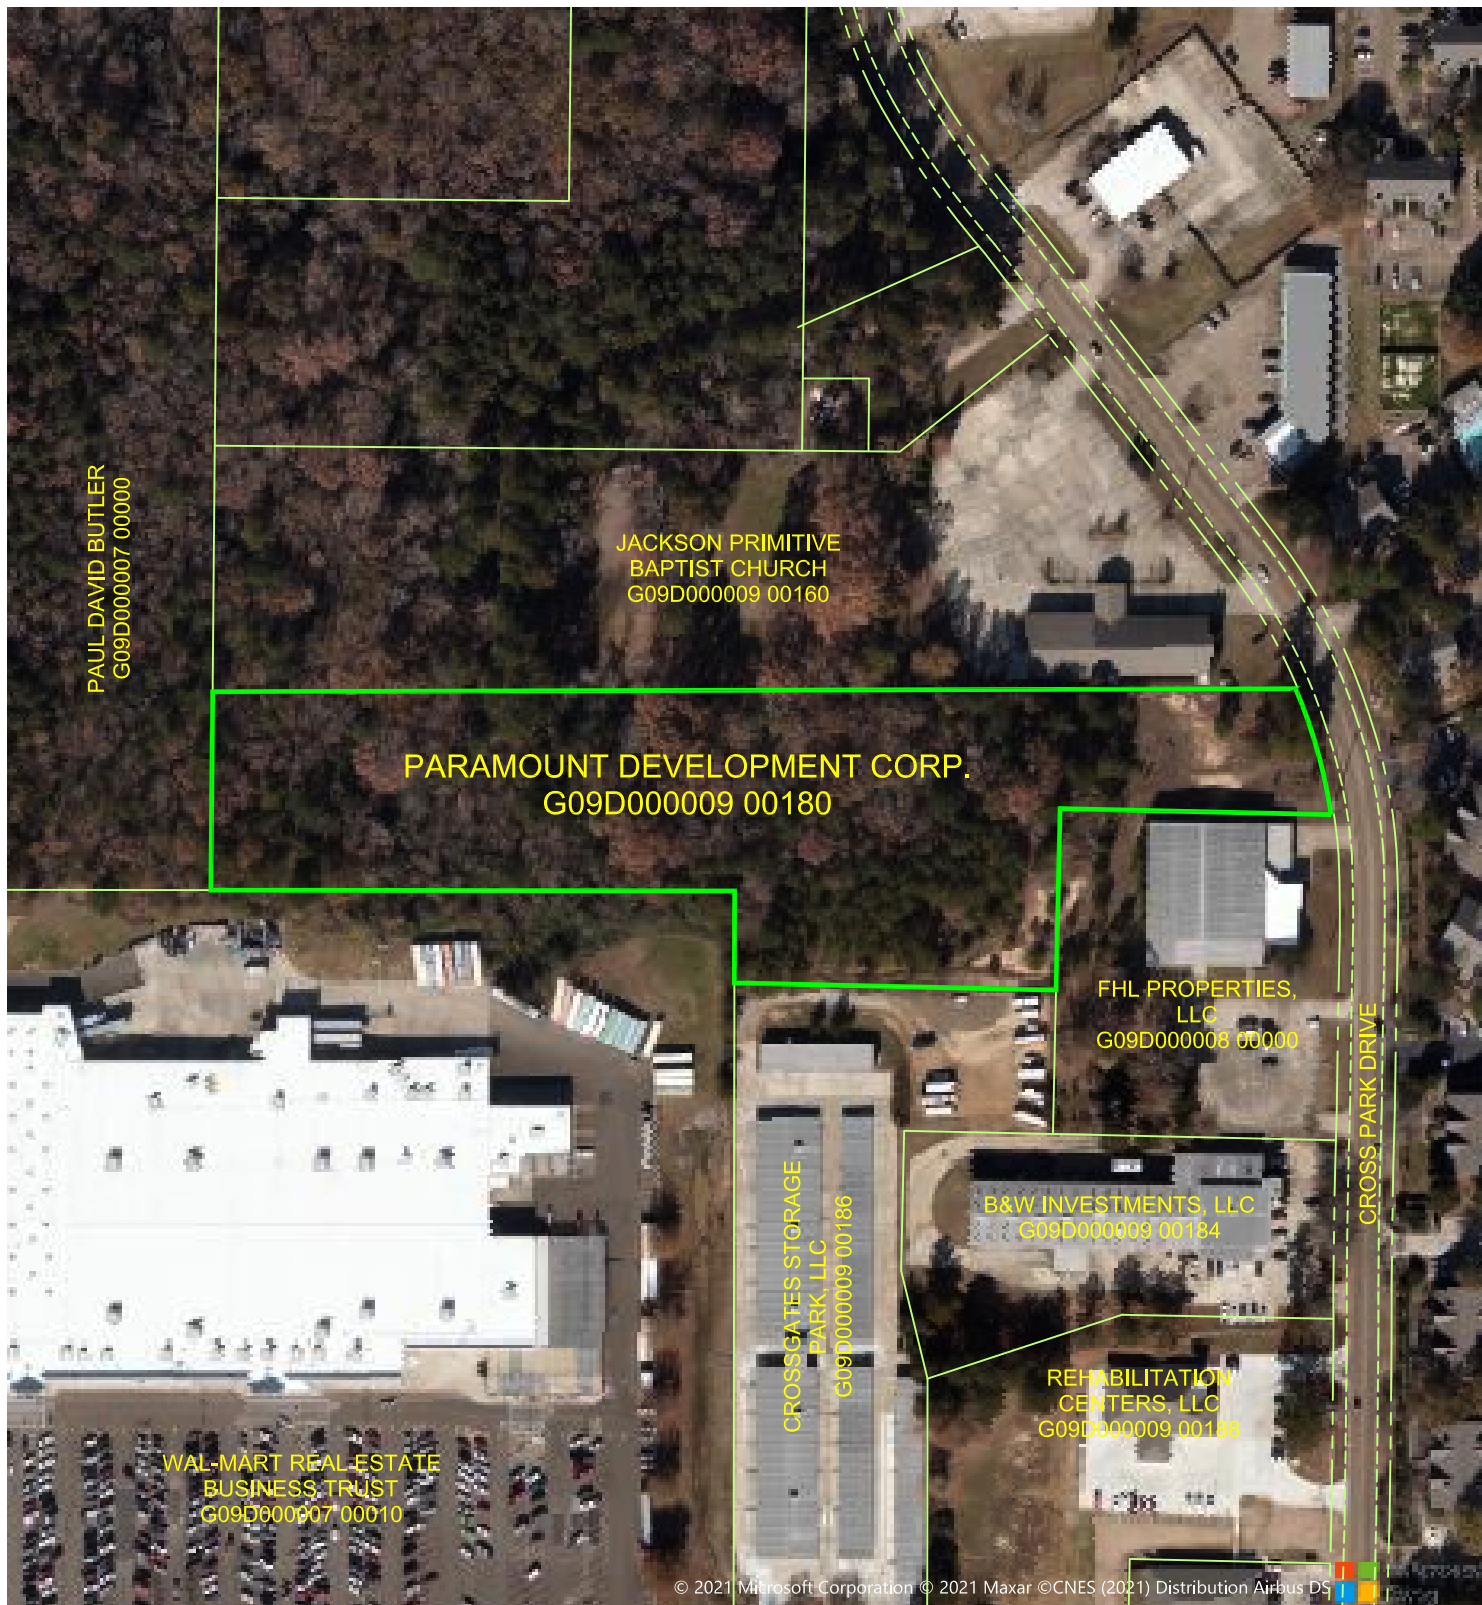 PAUL DAVID BUTLER
G09D000007 00000
JACKSON PRIMITIVE
BAPTIST CHURCH
G09D000009 00160
PARAMOUNT DEVELOPMENT CORP.
G09D000009 00180
FHL PROPERTIES,
LLC
G09D000008 00000
CROSS PARK DRIVE
CROSSGATES STORAGE
PARK, LLC
G09D0000009 00186
B&W INVESTMENTS, LLC
G09D000009 00184
REHABILITATION
CENTERS, LLC
G09D000009 00188
WAL-MART REAL ESTATE
BUSINESS TRUST
G09D000007 00010
© 2021 Microsoft Corporation © 2021 Maxar ©CNES (2021) Distribution Airbus DS